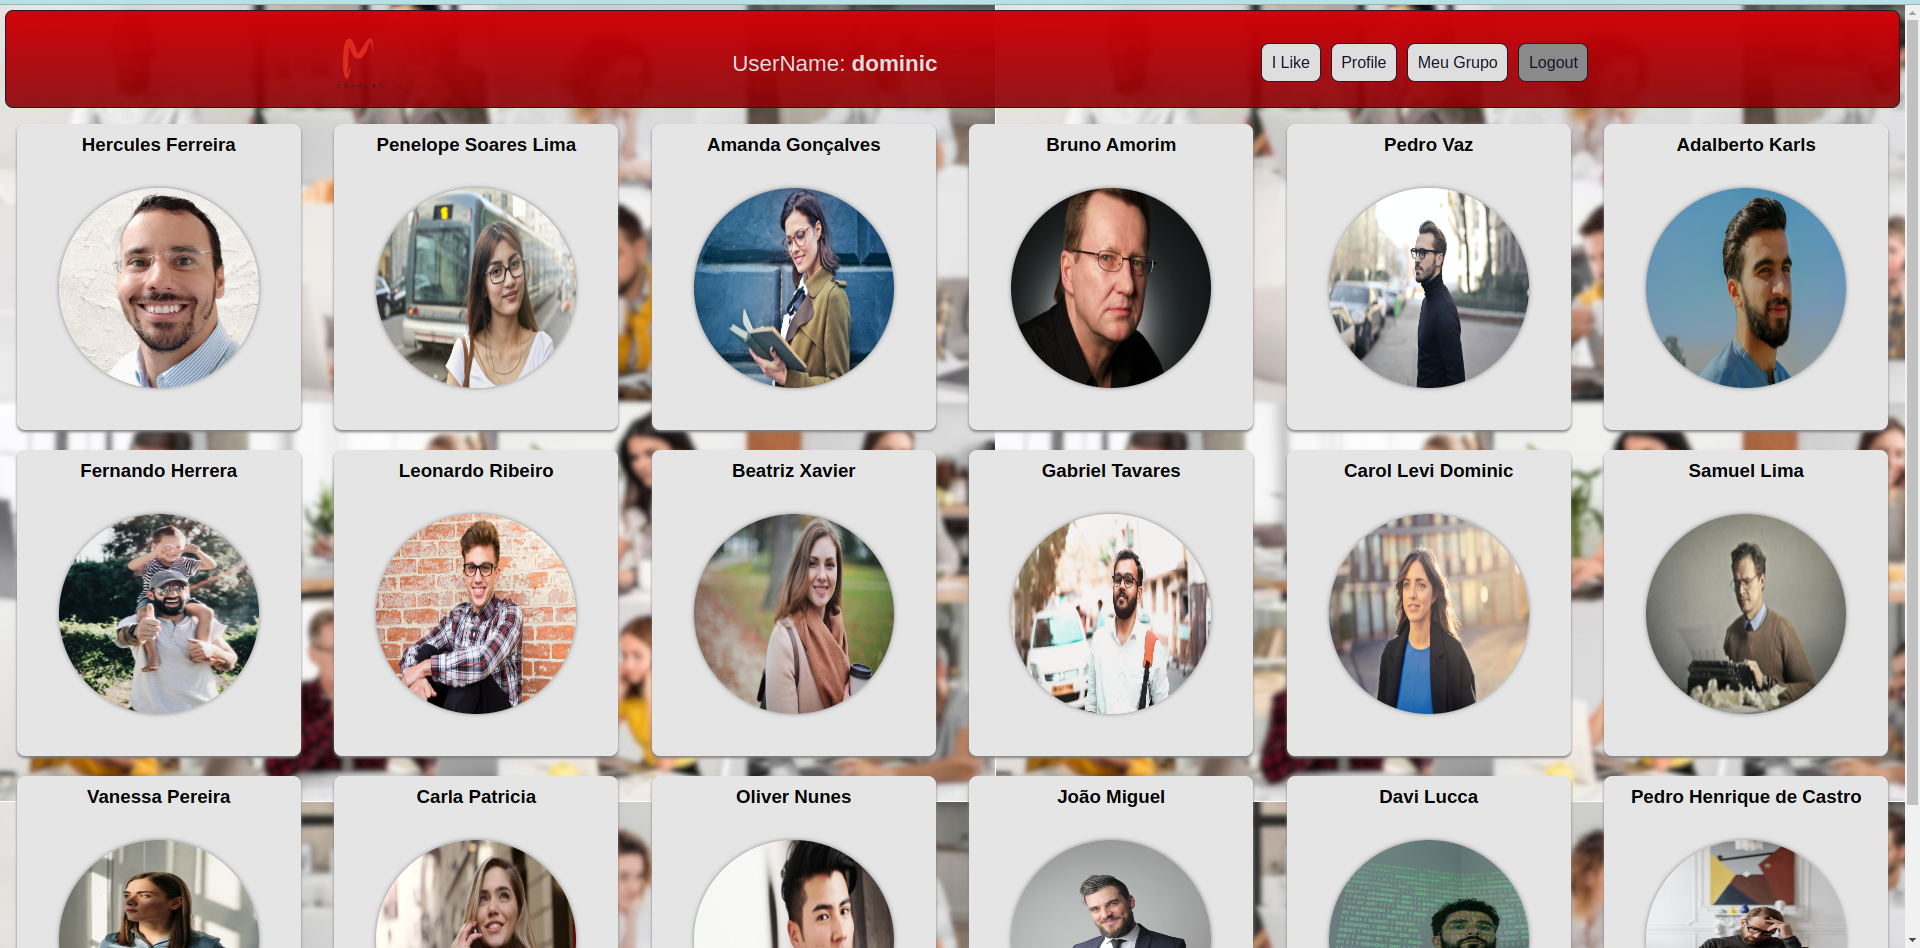 COMPANY
UserName: dominic
I Like
Profile
Meu Grupo
Logout
Hercules Ferreira
Penelope Soares Lima
Amanda Gonçalves
Bruno Amorim
Pedro Vaz
Adalberto Karls
Fernando Herrera
Leonardo Ribeiro
Beatriz Xavier
Gabriel Tavares
Carol Levi Dominic
Samuel Lima
Vanessa Pereira
Carla Patricia
Oliver Nunes
João Miguel
Davi Lucca
Pedro Henrique de Castro